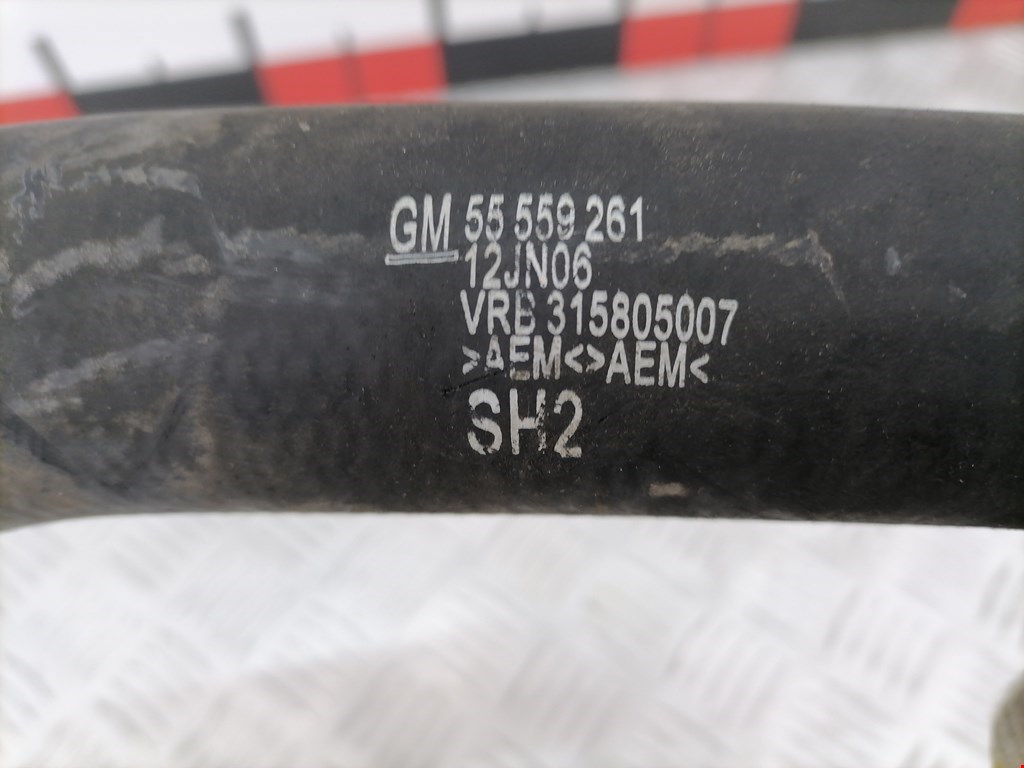 GM 55 559 261
12JN06
VRB 315805007
>AEM<>AEM<
SH2